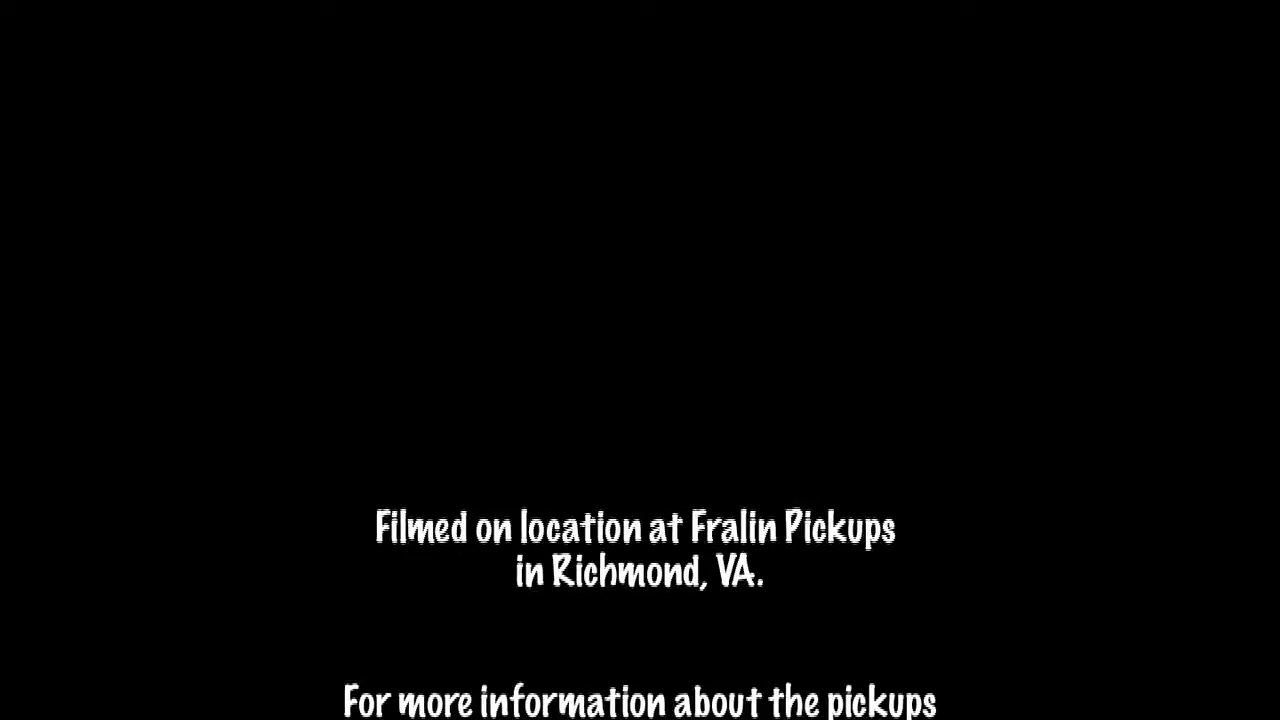 Filmed on location at Fralin Pickups
in Richmond, VA.
For more information about the pickups